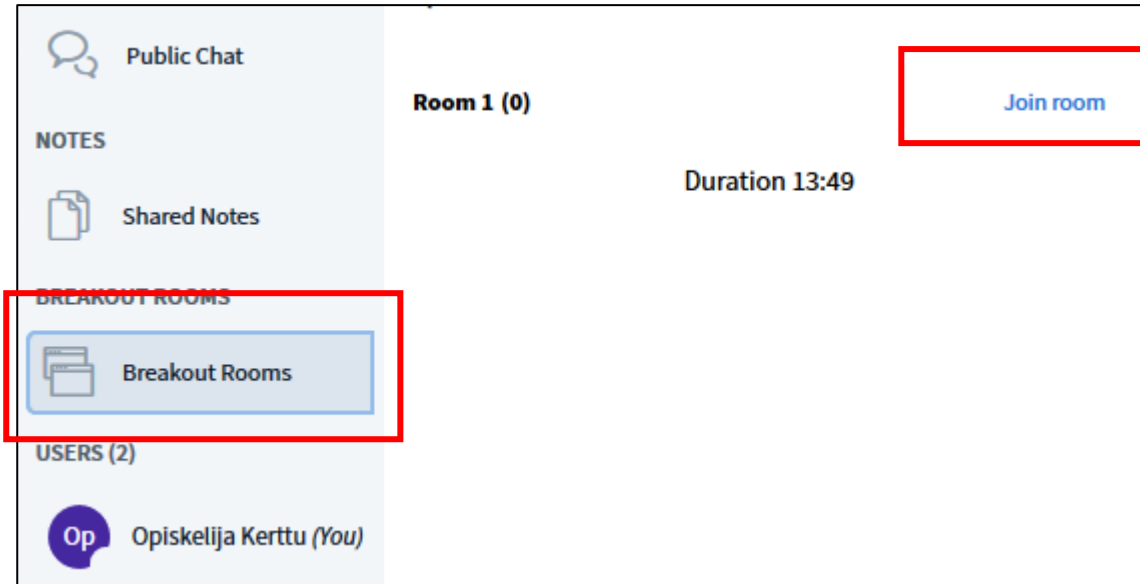 Public Chat
NOTES
Shared Notes
BREAKOUT ROOMS
Breakout Rooms
USERS (2)
Op
Opiskelija Kerttu (You)
Room 1 (0)
Join room
Duration 13:49